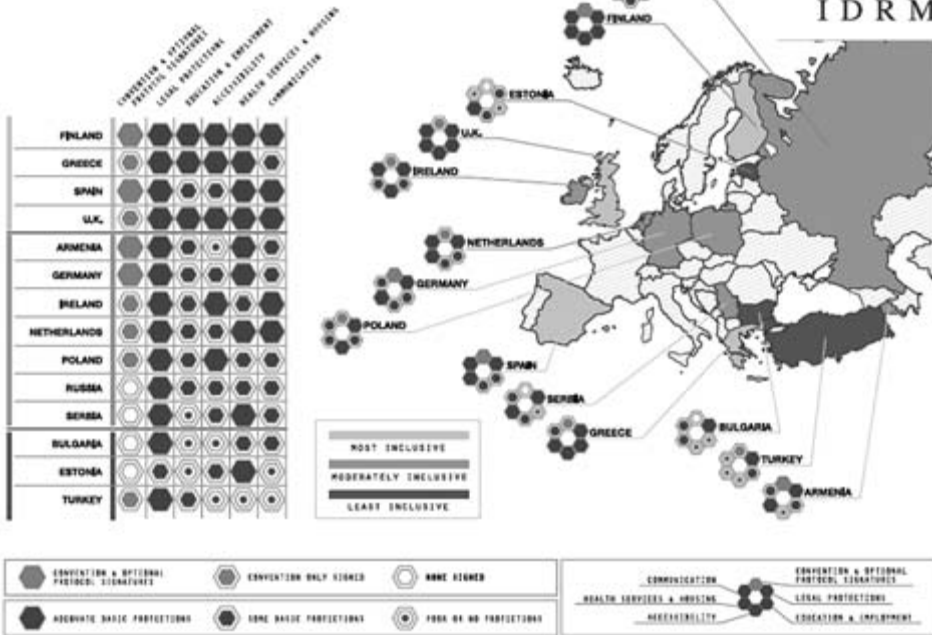 IDRM
CONVENTION & OPTIONAL
PROTOCOL SIGNATURES
LEGAL PROTECTIONS
EDUCATION & EMPLOYMENT
ACCESSIBILITY
HEALTH SERVICES & HOUSING
COMMUNICATION
FINLAND
GREECE
SPAIN
U.K.
ARMENIA
GERMANY
IRELAND
NETHERLANDS
POLAND
RUSSIA
SERBIA
BULGARIA
ESTONIA
TURKEY
FINLAND
ESTONIA
U.K.
IRELAND
NETHERLANDS
GERMANY
POLAND
SPAIN
SERBIA
GREECE
BULGARIA
TURKEY
ARMENIA
MOST INCLUSIVE
MODERATELY INCLUSIVE
LEAST INCLUSIVE
CONVENTION & OPTIONAL
PROTOCOL SIGNATURES
CONVENTION ONLY SIGNED
NONE SIGNED
ADEQUATE BASIC PROTECTIONS
SOME BASIC PROTECTIONS
POOR OR NO PROTECTIONS
COMMUNICATION
HEALTH SERVICES & HOUSING
ACCESSIBILITY
CONVENTION & OPTIONAL
PROTOCOL SIGNATURES
LEGAL PROTECTIONS
EDUCATION & EMPLOYMENT